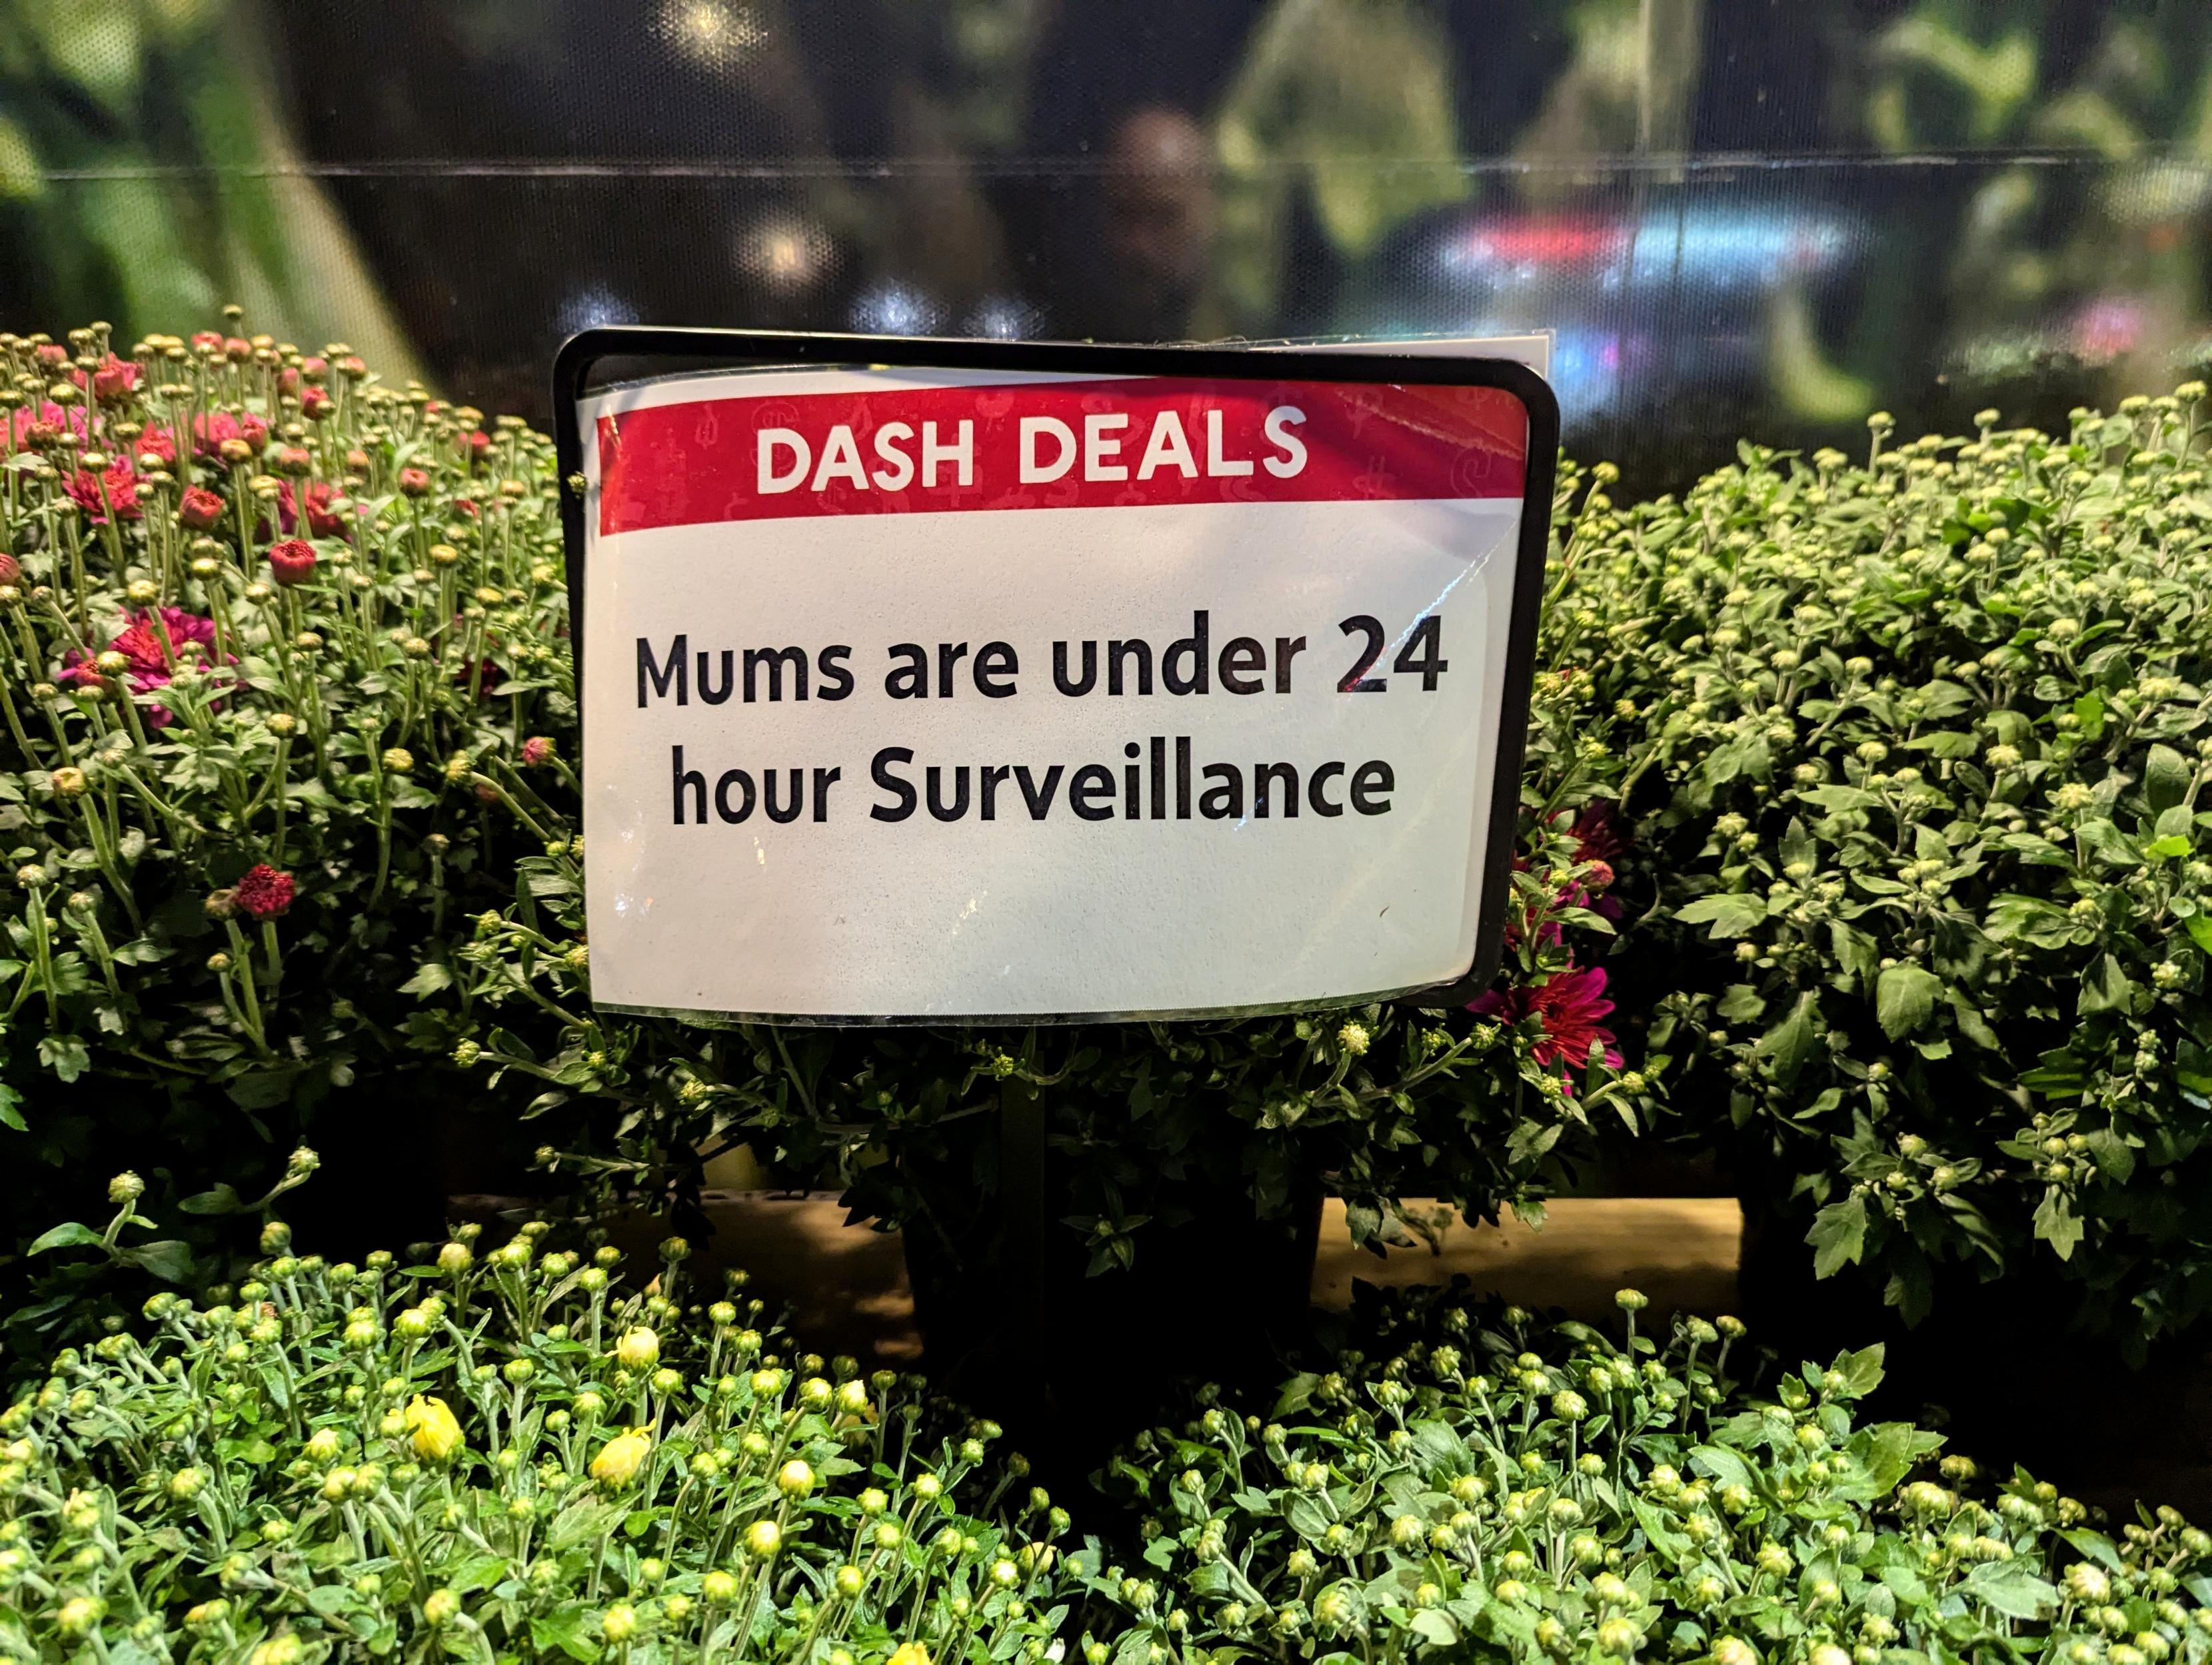 DASH DEALS
Mums are under 24
hour Surveillance